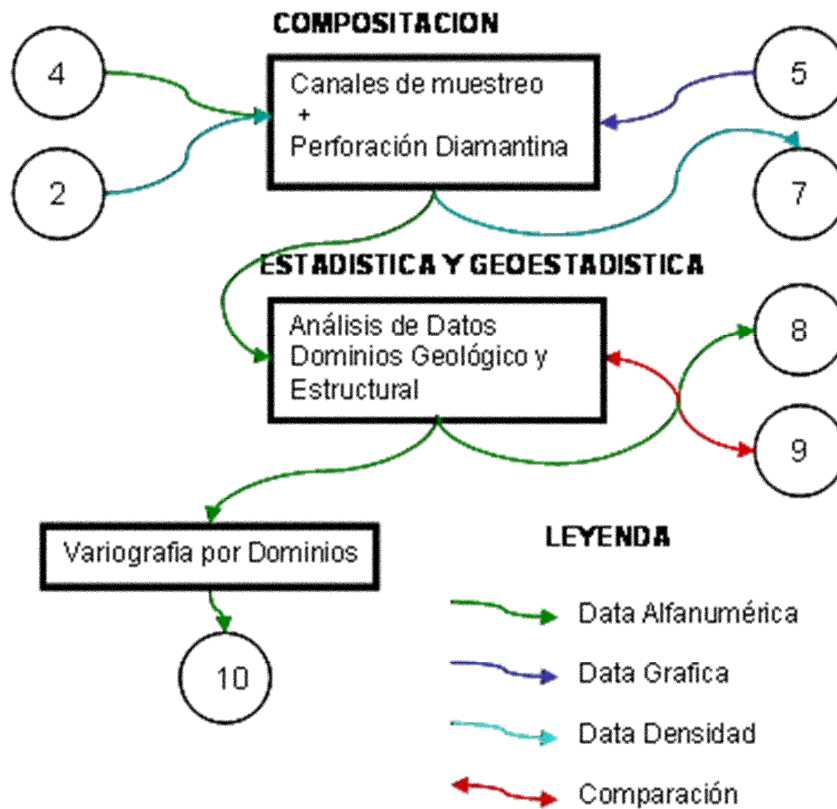 COMPOSITACION
4
Canales de muestreo
+
Perforación Diamantina
5
2
7
ESTADISTICA Y GEOESTADISTICA
Análisis de Datos
Dominios Geológico y
Estructural
8
9
Variografia por Dominios
10
LEYENDA
Data Alfanumérica
Data Grafica
Data Densidad
Comparación